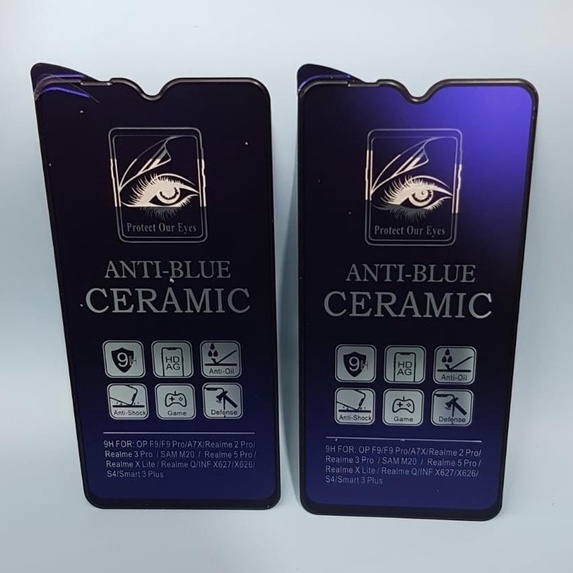 Protect Our Eyes
ANTI-BLUE
CERAMIC
9H
HD
AG
Anti-Oil
Anti-Shock
Game
Defense
9H FOR: OP F9/F9 Pro/A7X/Realme 2 Pro/
Realme 3 Pro / SAM M20 / Realme 5 Pro /
Realme X Lite / Realme Q/INF X627/X626/
S4/Smart 3 Plus
Protect Our Eyes
ANTI-BLUE
CERAMIC
9H
HD
AG
Anti-Oil
Anti-Shock
Game
Defense
9H FOR: OP F9/F9 Pro/A7X/Realme 2 Pro/
Realme 3 Pro / SAM M20 / Realme 5 Pro /
Realme X Lite / Realme Q/INF X627/X626/
S4/Smart 3 Plus